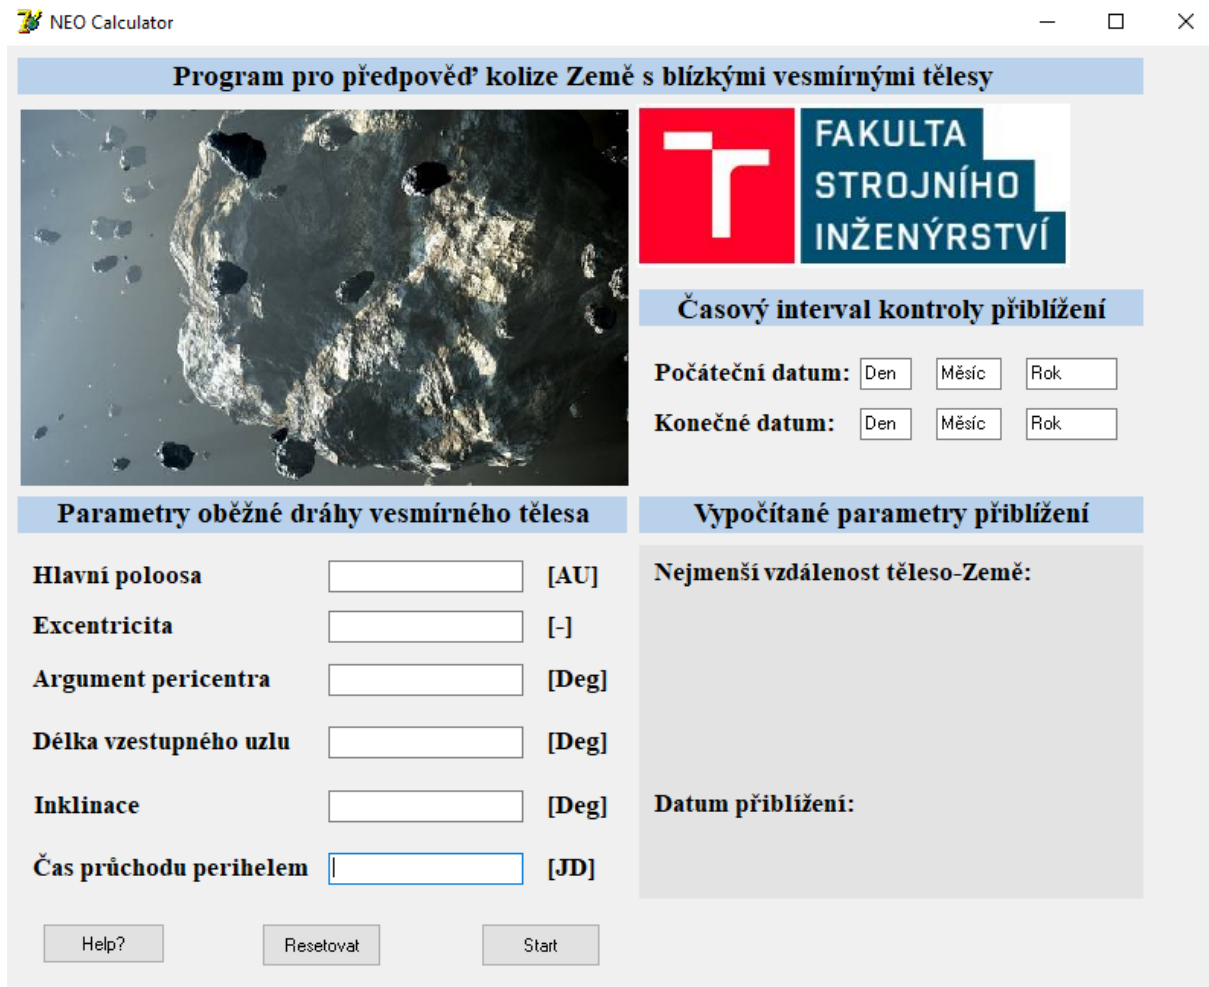 NEO Calculator
Program pro předpověď kolize Země s blízkými vesmírnými tělesy
FAKULTA
STROJNÍHO
INŽENÝRSTVÍ
Časový interval kontroly přiblížení
Počáteční datum: Den Měsíc Rok
Konečné datum: Den Měsíc Rok
Parametry oběžné dráhy vesmírného tělesa
Hlavní poloosa [AU]
Excentricita [-]
Argument pericentra [Deg]
Délka vzestupného uzlu [Deg]
Inklinace [Deg]
Čas průchodu perihelem [JD]
Help? Resetovat Start
Vypočítané parametry přiblížení
Nejmenší vzdálenost těleso-Země:
Datum přiblížení: